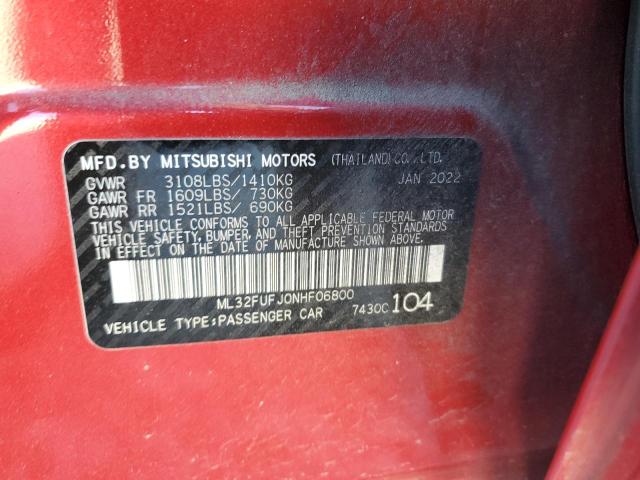 MFD.BY MITSUBISHI MOTORS (THAILAND)CO.,LTD.
GVWR 3108LBS/1410KG JAN 2022
GAWR FR 1609LBS/ 730KG
GAWR RR 1521LBS/ 690KG
THIS VEHICLE CONFORMS TO ALL APPLICABLE FEDERAL MOTOR
VEHICLE SAFETY, BUMPER, AND THEFT PREVENTION STANDARDS
IN EFFECT ON THE DATE OF MANUFACTURE SHOWN ABOVE.
ML32FUFJ0NHF06800
VEHICLE TYPE:PASSENGER CAR 7430C 104